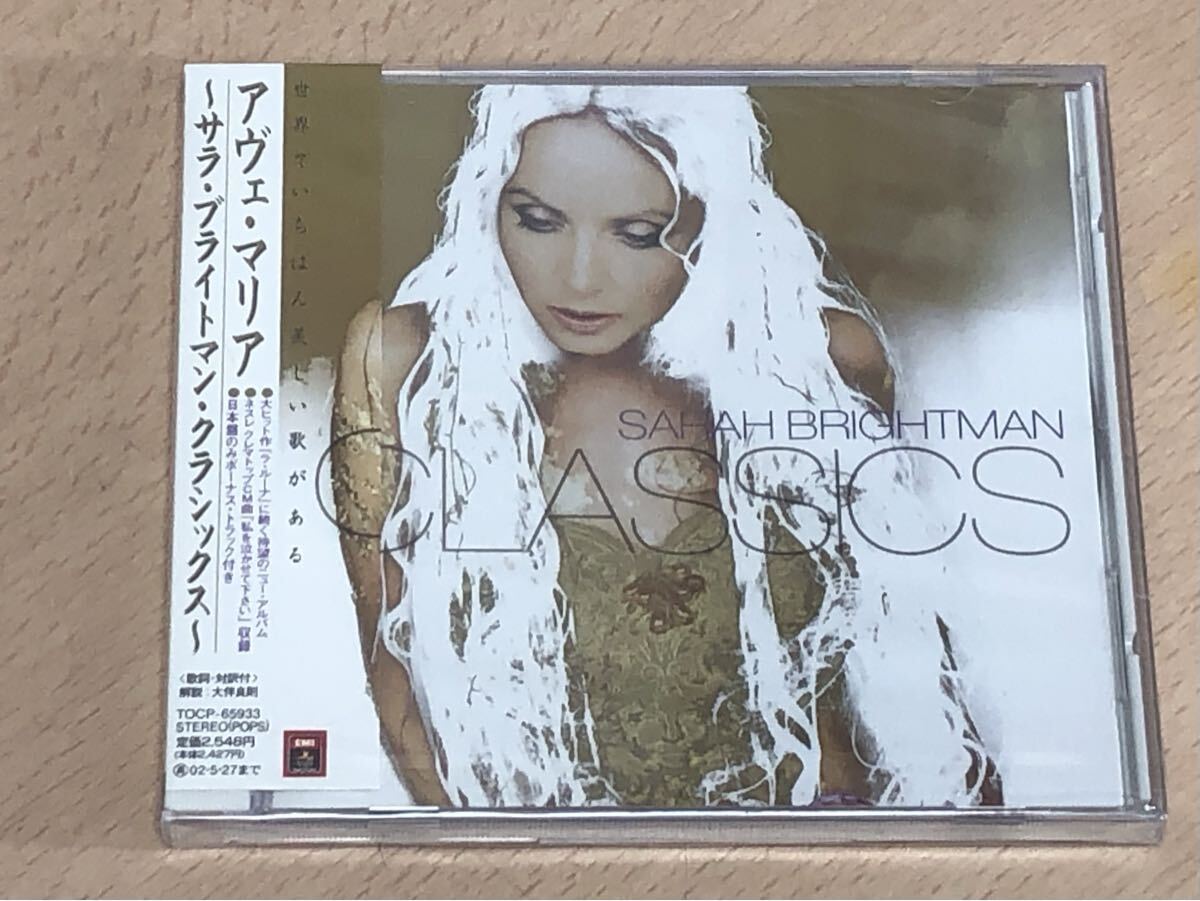 アヴェ・マリア
〜サラ・ブライトマン・クラシックス〜
●大ヒット作「ラ・ルーナ」に続く待望のニュー・アルバム
●ネスレ クレマトップCM曲「私を泣かせて下さい」収録
●日本盤のみボーナス・トラック付き
〈歌詞・対訳付〉
解説：大伴良則
TOCP-65933
STEREO(POPS)
定価2,548円
(本体2,427円)
再02・5・27まで
EMI
世界でいちばん美しい歌がある
SARAH BRIGHTMAN
CLASSICS